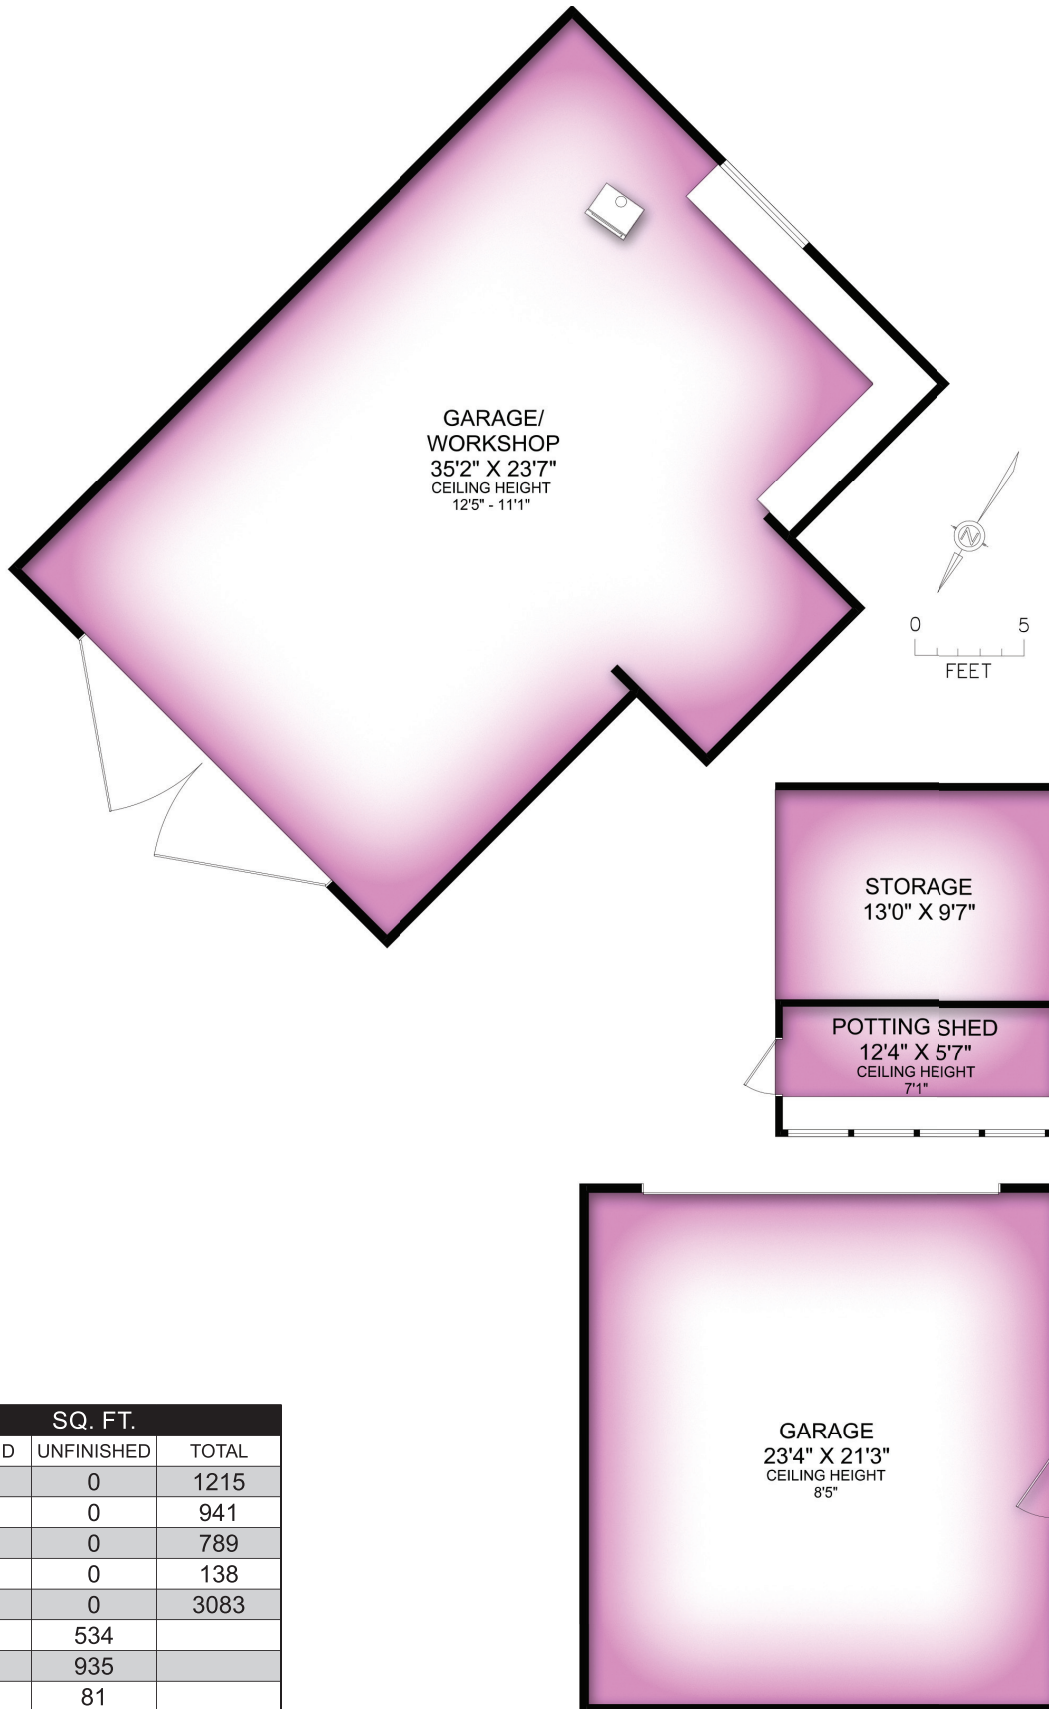 GARAGE/
WORKSHOP
35'2" X 23'7"
CEILING HEIGHT
12'5" - 11'1"
N
0 5
FEET
STORAGE
13'0" X 9'7"
POTTING SHED
12'4" X 5'7"
CEILING HEIGHT
7'1"
GARAGE
23'4" X 21'3"
CEILING HEIGHT
8'5"
SQ. FT.
D UNFINISHED TOTAL
0 1215
0 941
0 789
0 138
0 3083
534
935
81